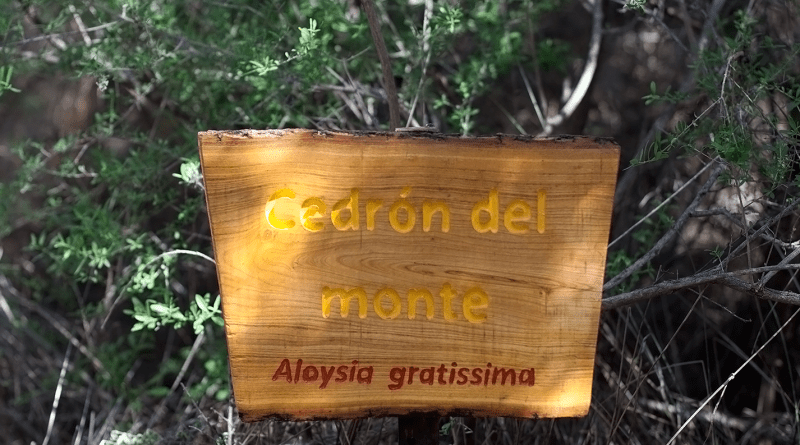 Cedrón del
monte
Aloysia gratissima